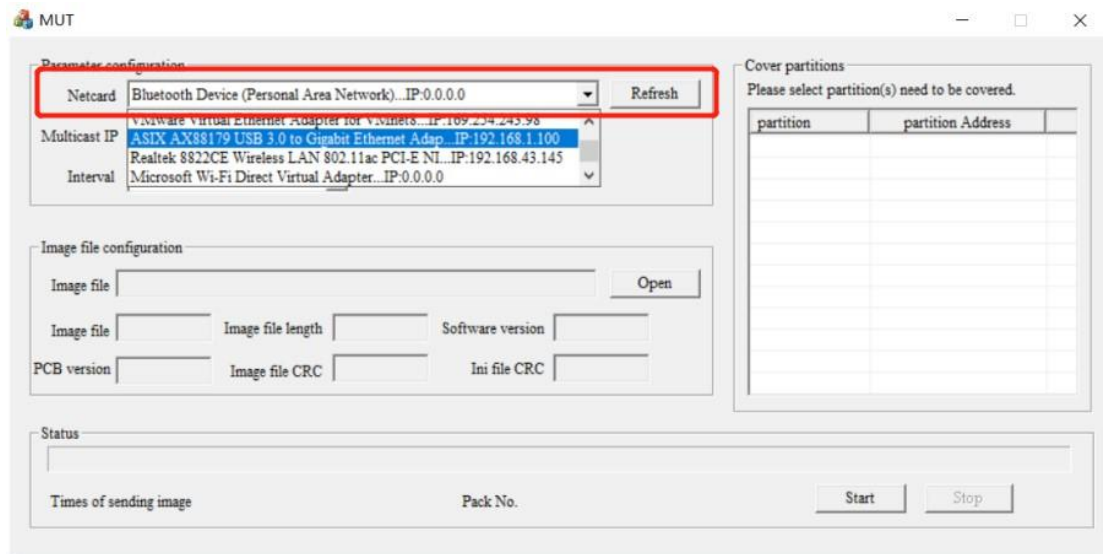 MUT
Parameter configuration
Netcard Bluetooth Device (Personal Area Network)...IP:0.0.0.0 Refresh
VMware Virtual Ethernet Adapter for VMnet8...IP:169.254.243.98
Multicast IP ASIX AX88179 USB 3.0 to Gigabit Ethernet Adap...IP:192.168.1.100
Realtek 8822CE Wireless LAN 802.11ac PCI-E NI...IP:192.168.43.145
Interval Microsoft Wi-Fi Direct Virtual Adapter...IP:0.0.0.0
Cover partitions
Please select partition(s) need to be covered.
partition partition Address
Image file configuration
Image file Open
Image file Image file length Software version
PCB version Image file CRC Ini file CRC
Status
Times of sending image Pack No. Start Stop